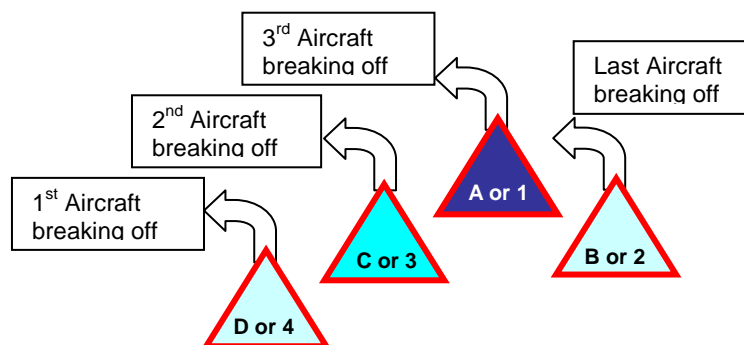 3rd Aircraft
breaking off
Last Aircraft
breaking off
2nd Aircraft
breaking off
1st Aircraft
breaking off
A or 1
B or 2
C or 3
D or 4